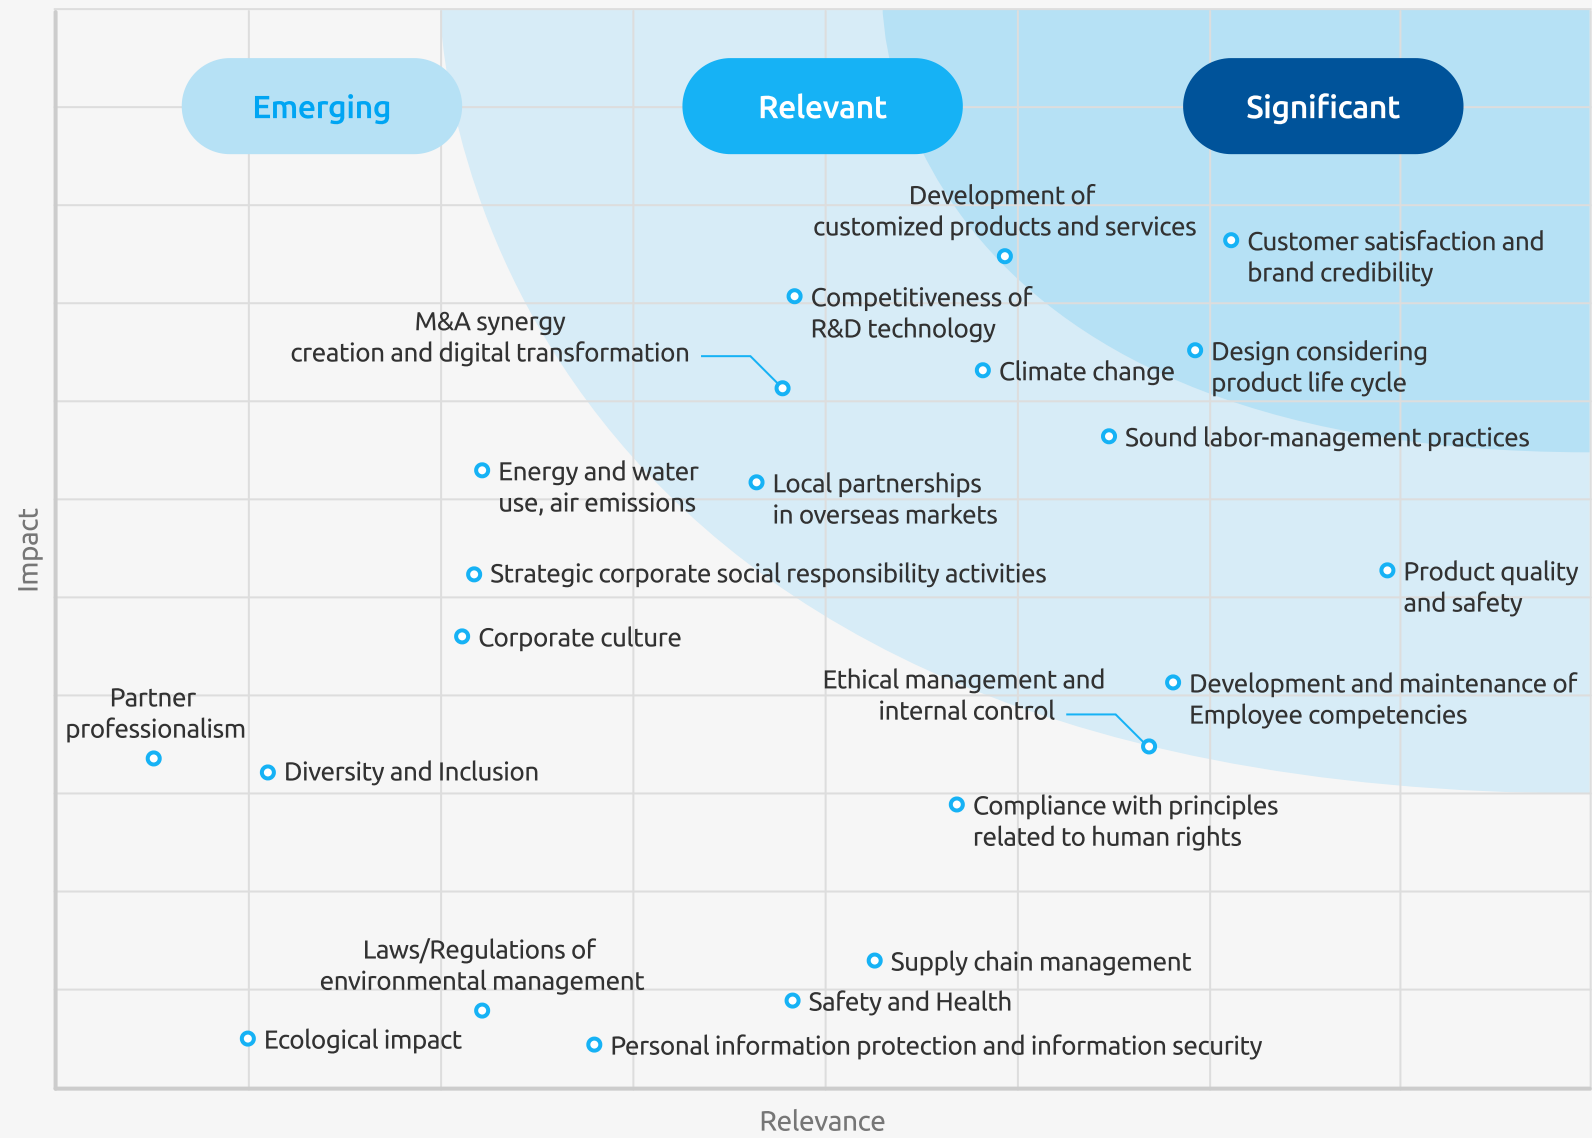 Emerging
Relevant
Significant
Development of
customized products and services
Customer satisfaction and
brand credibility
Competitiveness of
R&D technology
M&A synergy
creation and digital transformation
Climate change
Design considering
product life cycle
Sound labor-management practices
Energy and water
use, air emissions
Local partnerships
in overseas markets
Strategic corporate social responsibility activities
Product quality
and safety
Corporate culture
Ethical management and
internal control
Development and maintenance of
Employee competencies
Partner
professionalism
Diversity and Inclusion
Compliance with principles
related to human rights
Laws/Regulations of
environmental management
Supply chain management
Safety and Health
Ecological impact
Personal information protection and information security
Impact
Relevance